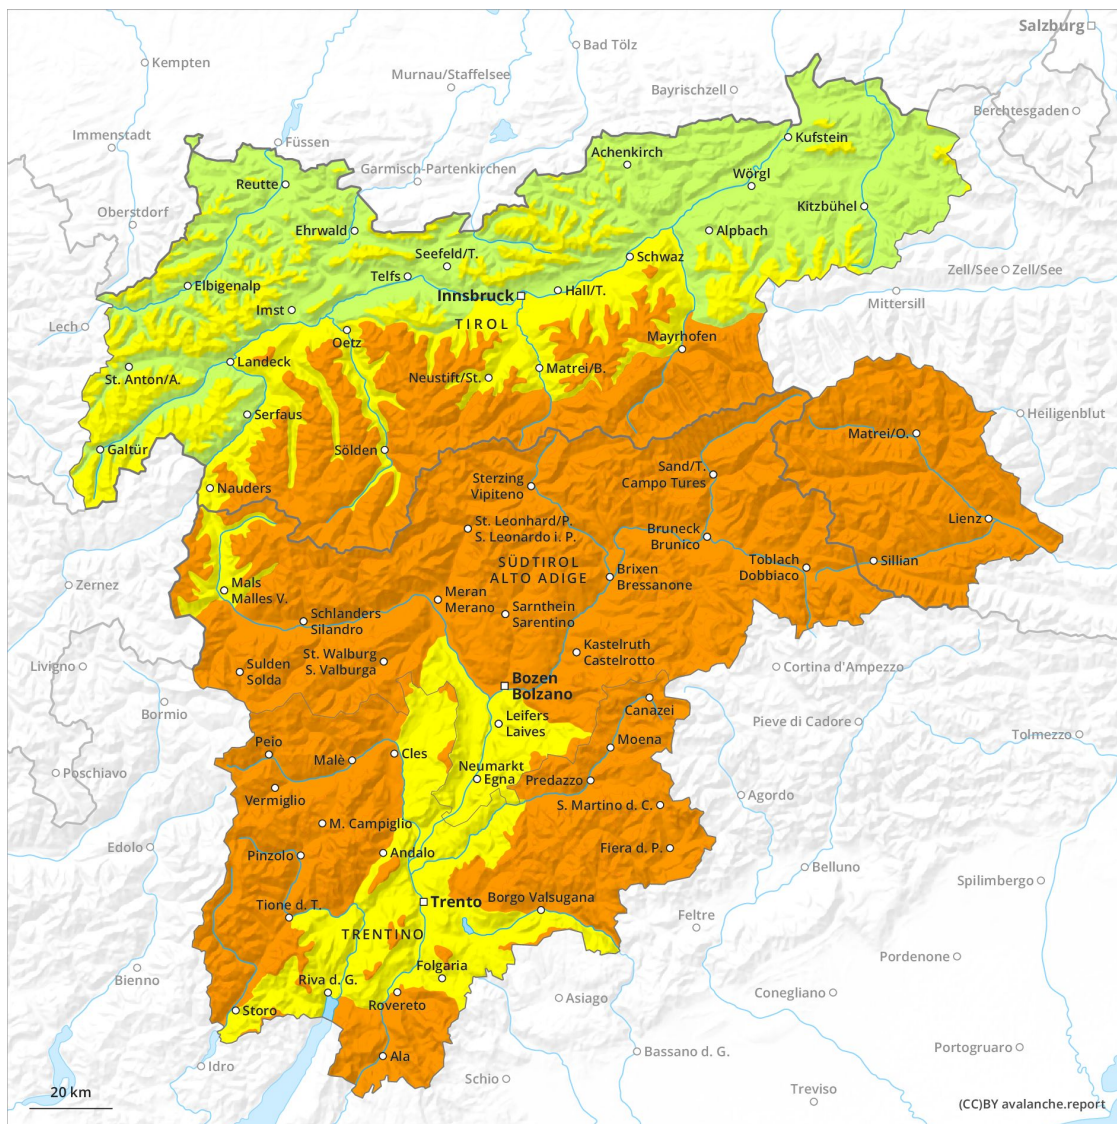 Salzburg
Bad Tölz
Kempten
Murnau/Staffelsee
Bayrischzell
Berchtesgaden
Immenstadt
Füssen
Kufstein
Achenkirch
Garmisch-Partenkirchen
Wörgl
Reutte
Kitzbühel
Oberstdorf
Ehrwald
Alpbach
Seefeld/T.
Schwaz
Zell/See
Zell/See
Telfs
Elbigenalp
Hall/T.
Innsbruck
Mittersill
Imst
TIROL
Lech
Oetz
Mayrhofen
Landeck
Matrei/B.
St. Anton/A.
Neustift/St.
Serfaus
Heiligenblut
Matrei/O.
Galtür
Sölden
Sand/T.
Campo Tures
Sterzing
Vipiteno
Nauders
Lienz
St. Leonhard/P.
S. Leonardo i. P.
Bruneck
Brunico
SÜDTIROL
ALTO ADIGE
Toblach
Dobbiaco
Sillian
Brixen
Bressanone
Zernez
Mals
Malles V.
Meran
Merano
Sarnthein
Sarentino
Schlanders
Silandro
Kastelruth
Castelrotto
St. Walburg
S. Valburga
Livigno
Sulden
Solda
Cortina d'Ampezzo
Bozen
Bolzano
Bormio
Canazei
Leifers
Laives
Pieve di Cadore
Tolmezzo
Peio
Moena
Cles
Malè
Poschiavo
Neumarkt
Egna
Predazzo
Vermiglio
Agordo
S. Martino d. C.
M. Campiglio
Edolo
Pinzolo
Andalo
Fiera d. P.
Belluno
Spilimbergo
Trento
Borgo Valsugana
Tione d. T.
Feltre
TRENTINO
Pordenone
Folgaria
Bienno
Riva d. G.
Rovereto
Conegliano
Asiago
Storo
Portogruaro
Bassano d. G.
Ala
Idro
Schio
Treviso
20 km
(CC)BY avalanche.report